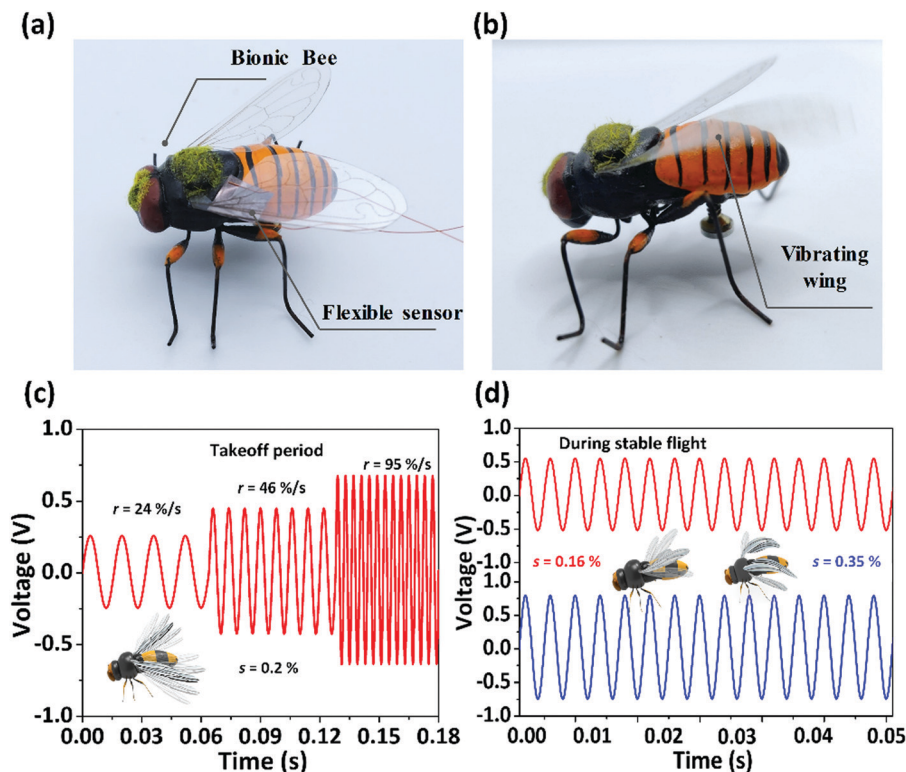 (a)
Bionic Bee
Flexible sensor
(b)
Vibrating
wing
(c)
1.0
0.5
0.0
-0.5
-1.0
Voltage (V)
Takeoff period
r = 24 %/s
r = 46 %/s
r = 95 %/s
s = 0.2 %
0.00 0.03 0.06 0.09 0.12 0.15 0.18
Time (s)
(d)
1.0
0.5
0.0
-0.5
-1.0
1.0
0.5
0.0
-0.5
-1.0
Voltage (V)
During stable flight
s = 0.16 %
s = 0.35 %
0.00 0.01 0.02 0.03 0.04 0.05
Time (s)